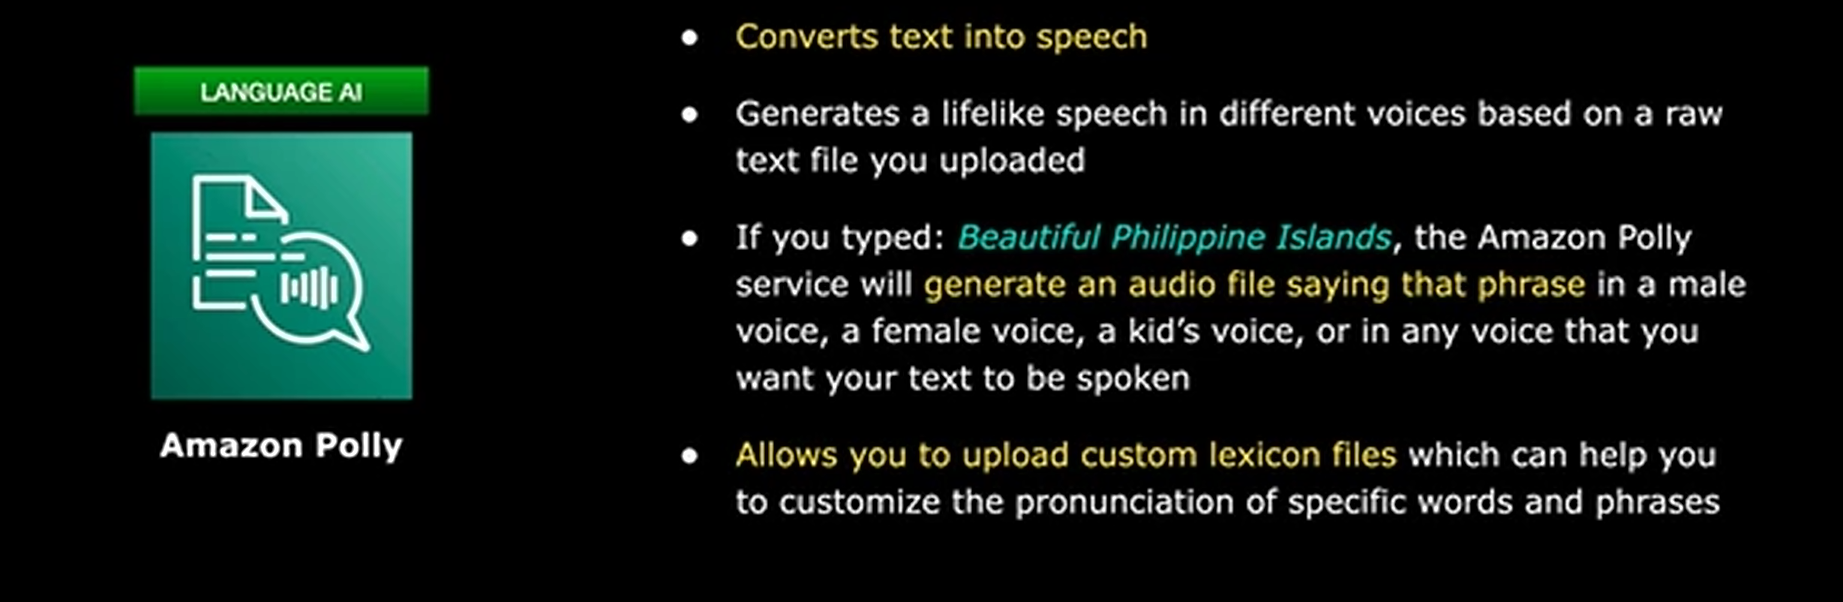 LANGUAGE AI
Amazon Polly
● Converts text into speech
● Generates a lifelike speech in different voices based on a raw
text file you uploaded
● If you typed: Beautiful Philippine Islands, the Amazon Polly
service will generate an audio file saying that phrase in a male
voice, a female voice, a kid’s voice, or in any voice that you
want your text to be spoken
● Allows you to upload custom lexicon files which can help you
to customize the pronunciation of specific words and phrases